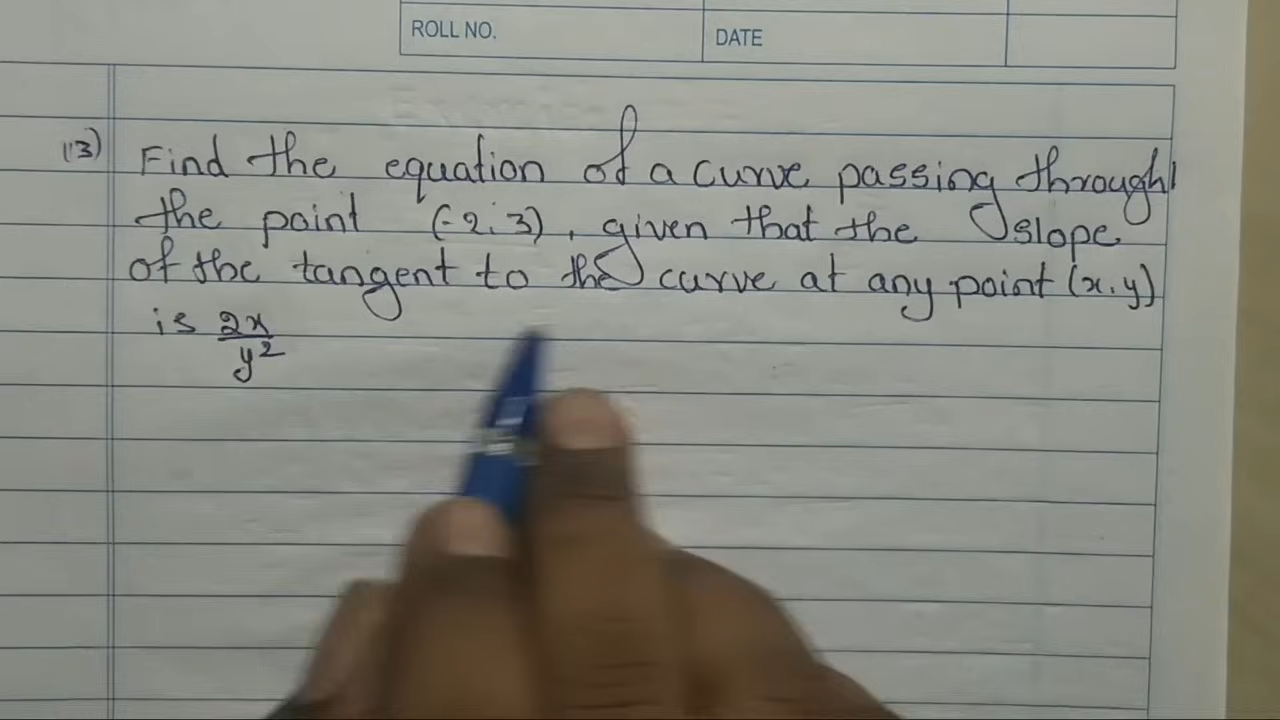 ROLL NO. DATE
(13) Find the equation of a curve passing through
the point (-2,3), given that the slope
of the tangent to the curve at any point (x,y)
is 2x/y²